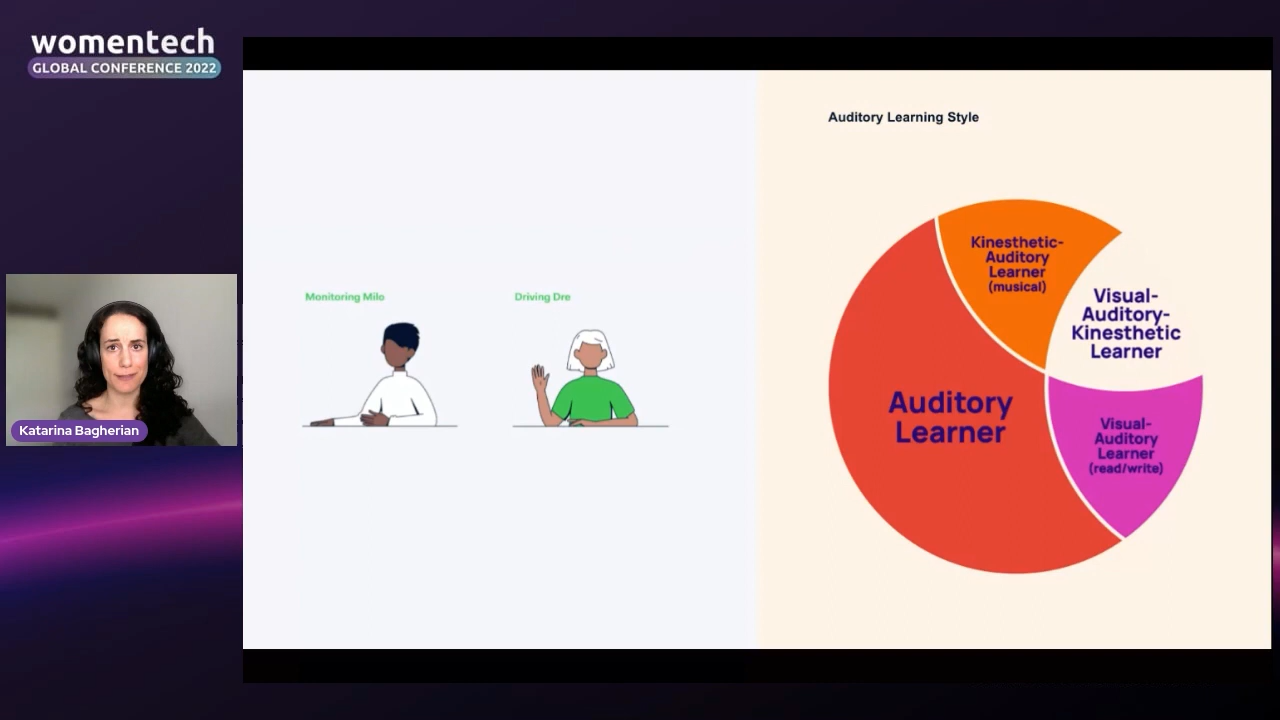 womentech
GLOBAL CONFERENCE 2022
Katarina Bagherian
Monitoring Milo
Driving Dre
Auditory Learning Style
Kinesthetic-
Auditory
Learner
(musical)
Visual-
Auditory-
Kinesthetic
Learner
Auditory
Learner
Visual-
Auditory
Learner
(read/write)